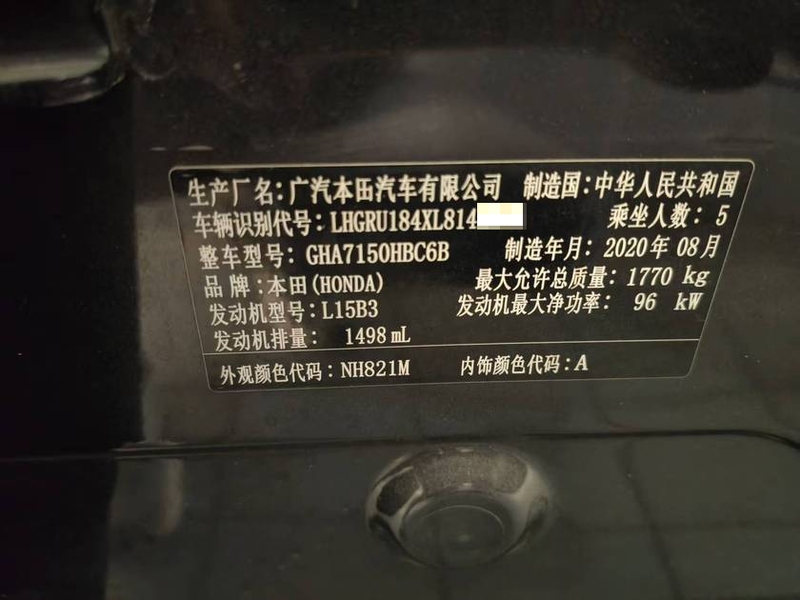 生产厂名：广汽本田汽车有限公司 制造国：中华人民共和国
车辆识别代号：LHGRU184XL814 乘坐人数：5
整车型号：GHA7150HBC6B 制造年月：2020年08月
品牌：本田(HONDA) 最大允许总质量：1770 kg
发动机型号：L15B3 发动机最大净功率：96 kW
发动机排量：1498 mL
外观颜色代码：NH821M 内饰颜色代码：A